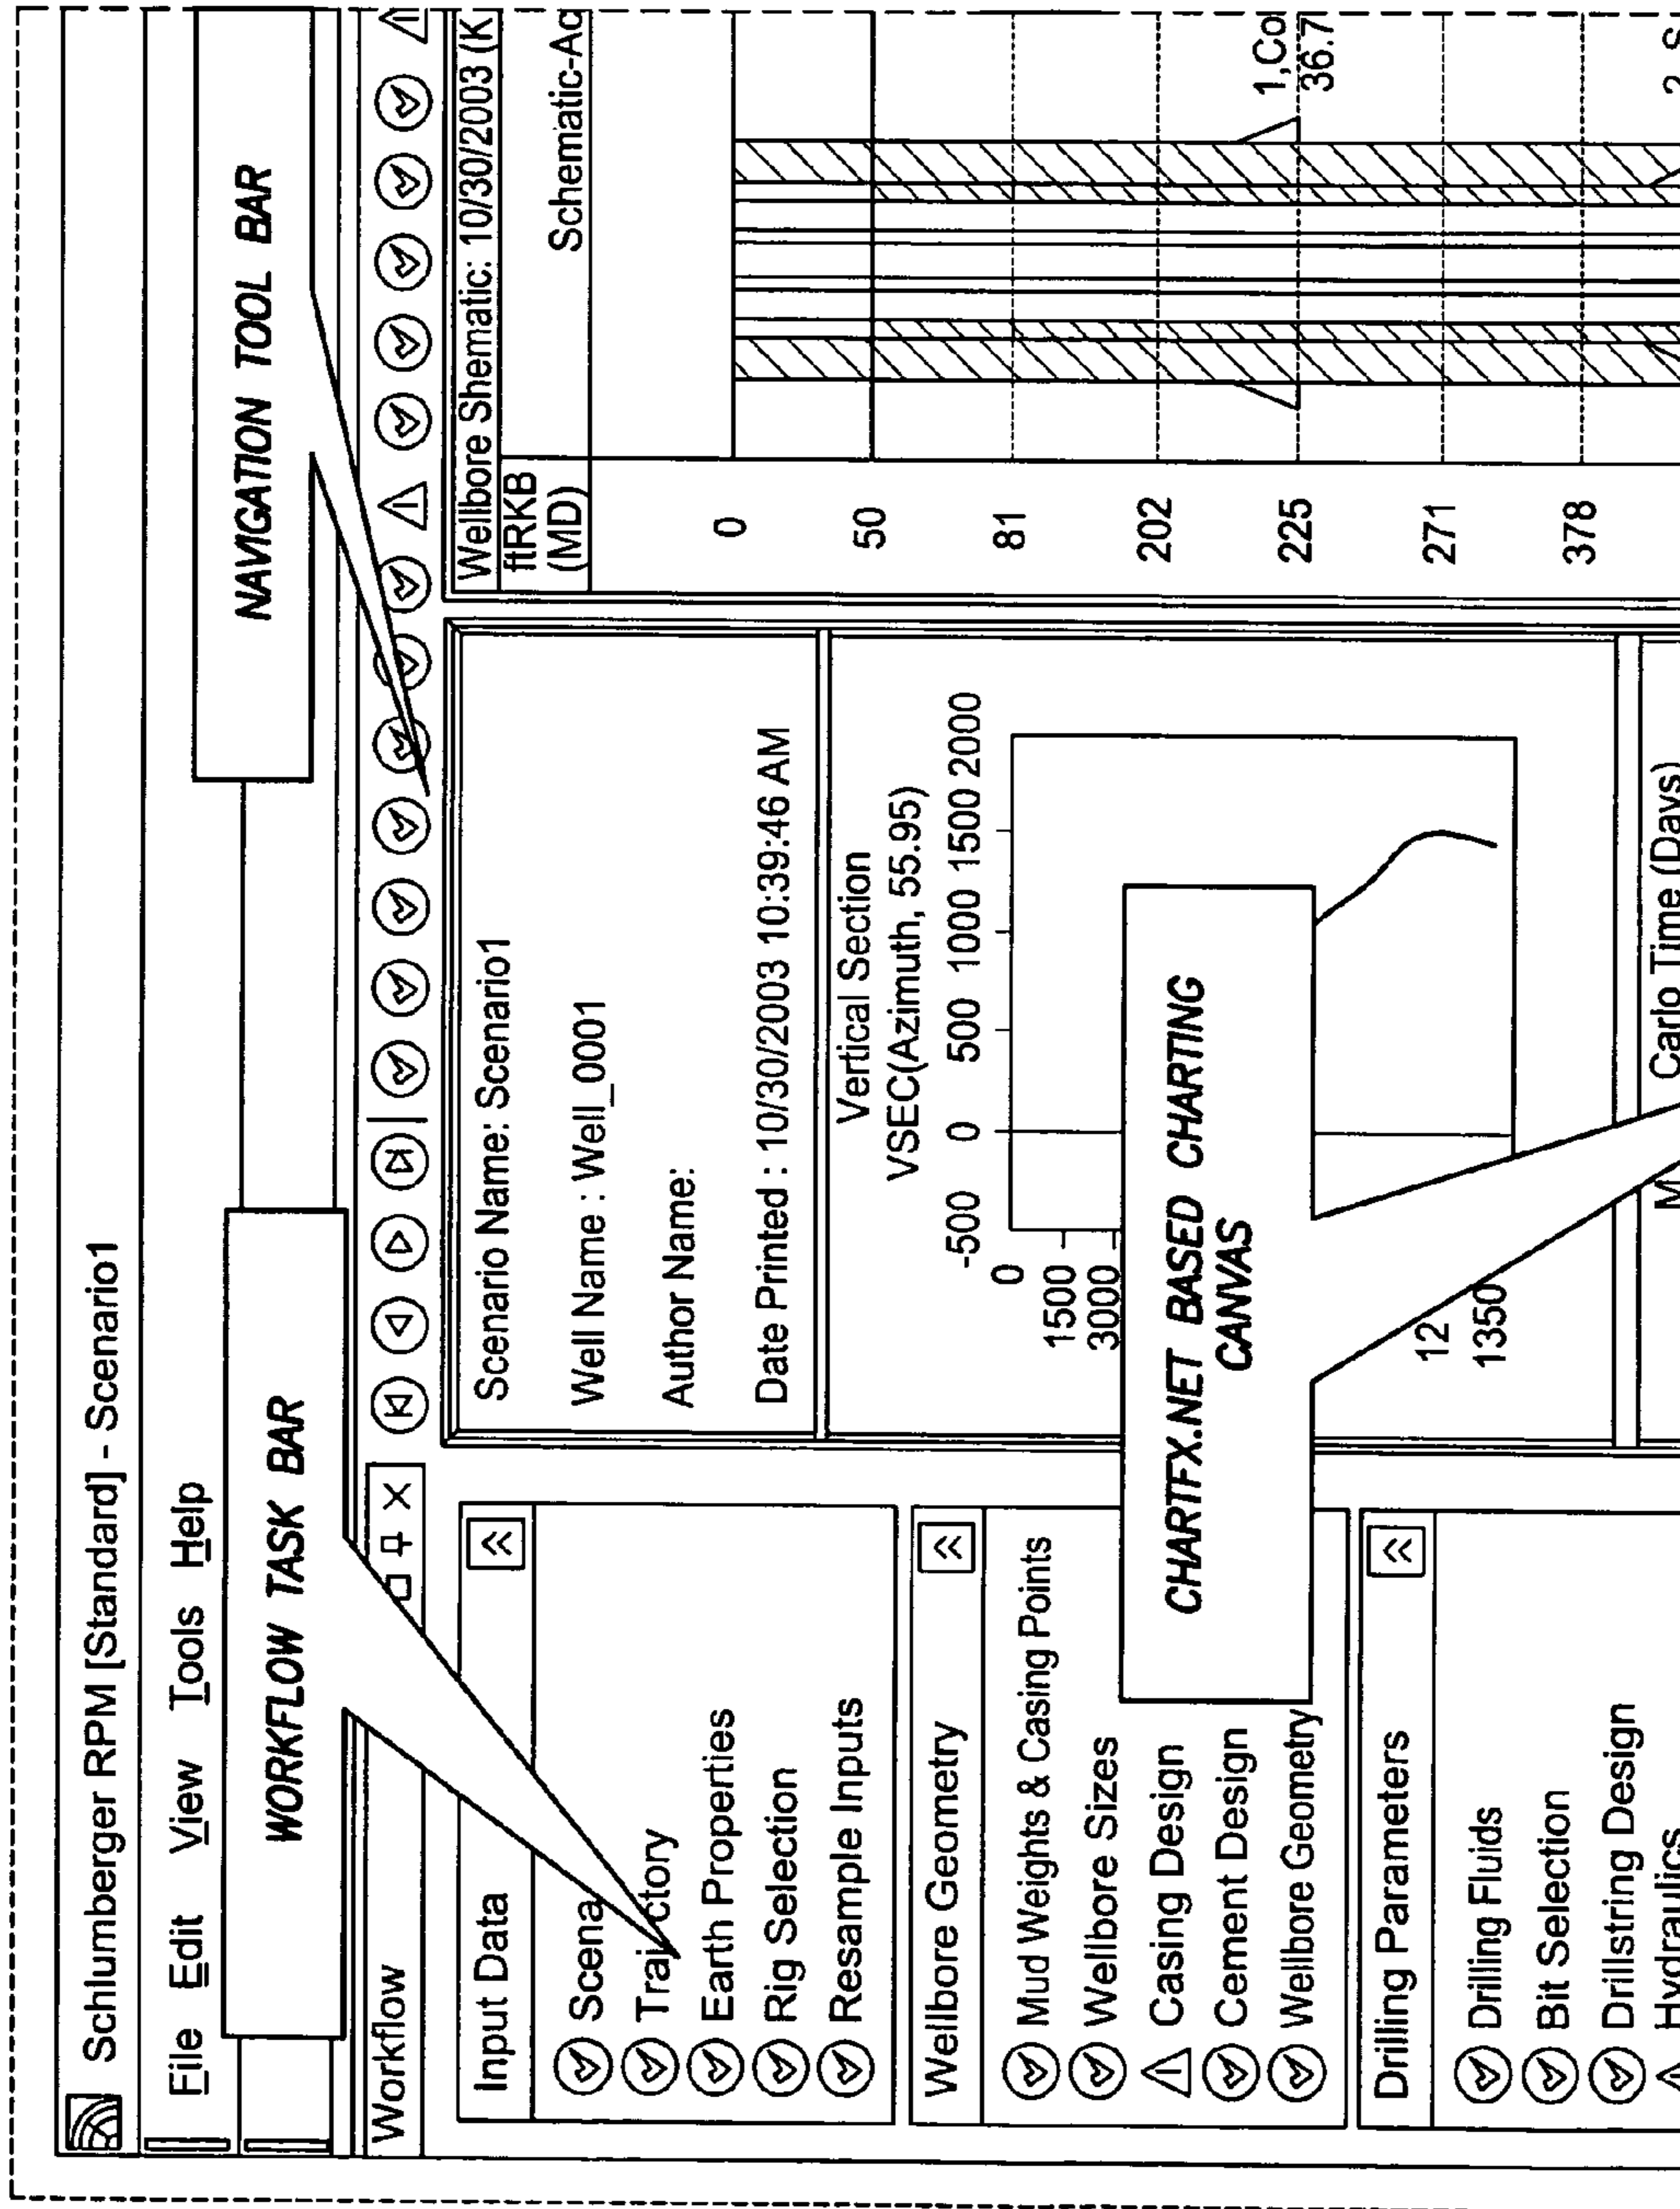 Schlumberger RPM [Standard] - Scenario1
File Edit View Tools Help
WORKFLOW TASK BAR
NAVIGATION TOOL BAR
Workflow
Input Data
Trajectory
Earth Properties
Rig Selection
Resample Inputs
Wellbore Geometry
Mud Weights & Casing Points
Wellbore Sizes
Casing Design
Cement Design
Wellbore Geometry
Drilling Parameters
Drilling Fluids
Bit Selection
Drillstring Design
Hydraulics
Scenario Name: Scenario1
Well Name : Well_0001
Author Name:
Date Printed : 10/30/2003 10:39:46 AM
Vertical Section
VSEC(Azimuth, 55.95)
-500 0 500 1000 1500 2000
0
1500
3000
CHARTFX.NET BASED CHARTING
CANVAS
12
1350
Carlo Time (Days)
Wellbore Shematic: 10/30/2003 (K
ftRKB
(MD)
Schematic-Ac
0
50
81
202
225
271
378
1,Co
36.7